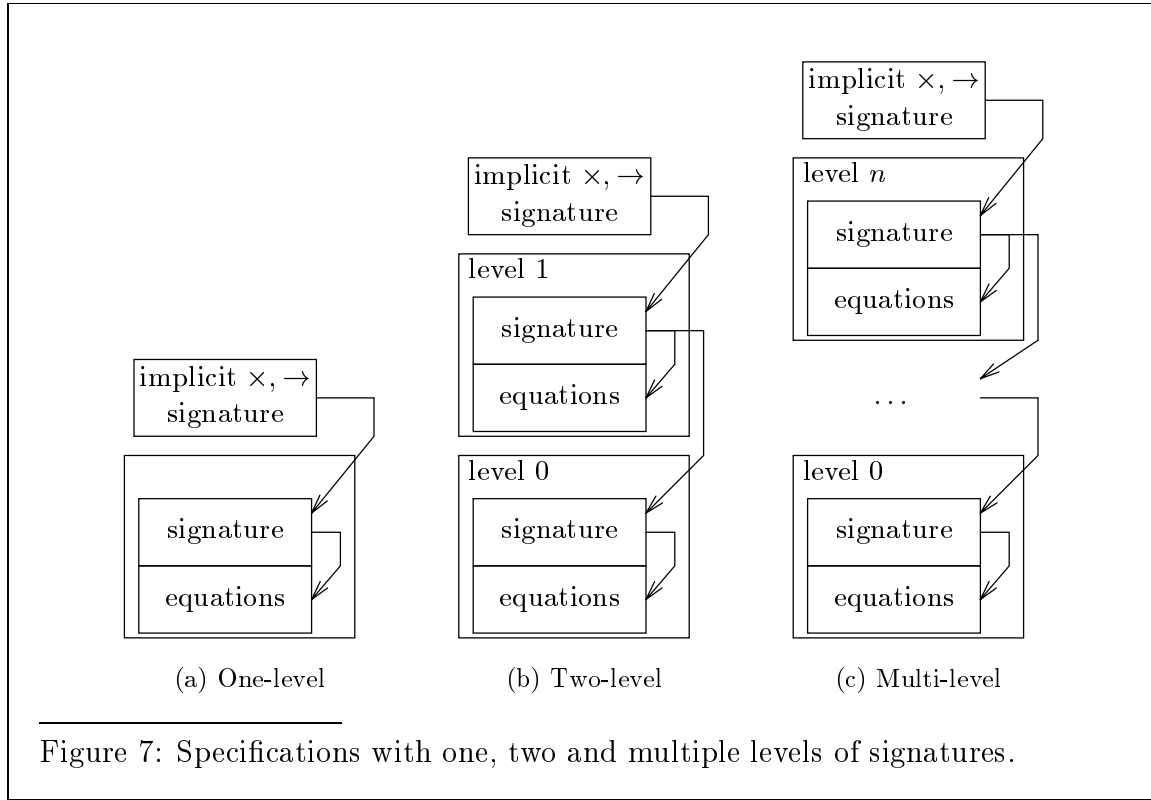 implicit ×, →
signature
signature
equations
(a) One-level
implicit ×, →
signature
level 1
signature
equations
level 0
signature
equations
(b) Two-level
implicit ×, →
signature
level n
signature
equations
...
level 0
signature
equations
(c) Multi-level
Figure 7: Specifications with one, two and multiple levels of signatures.